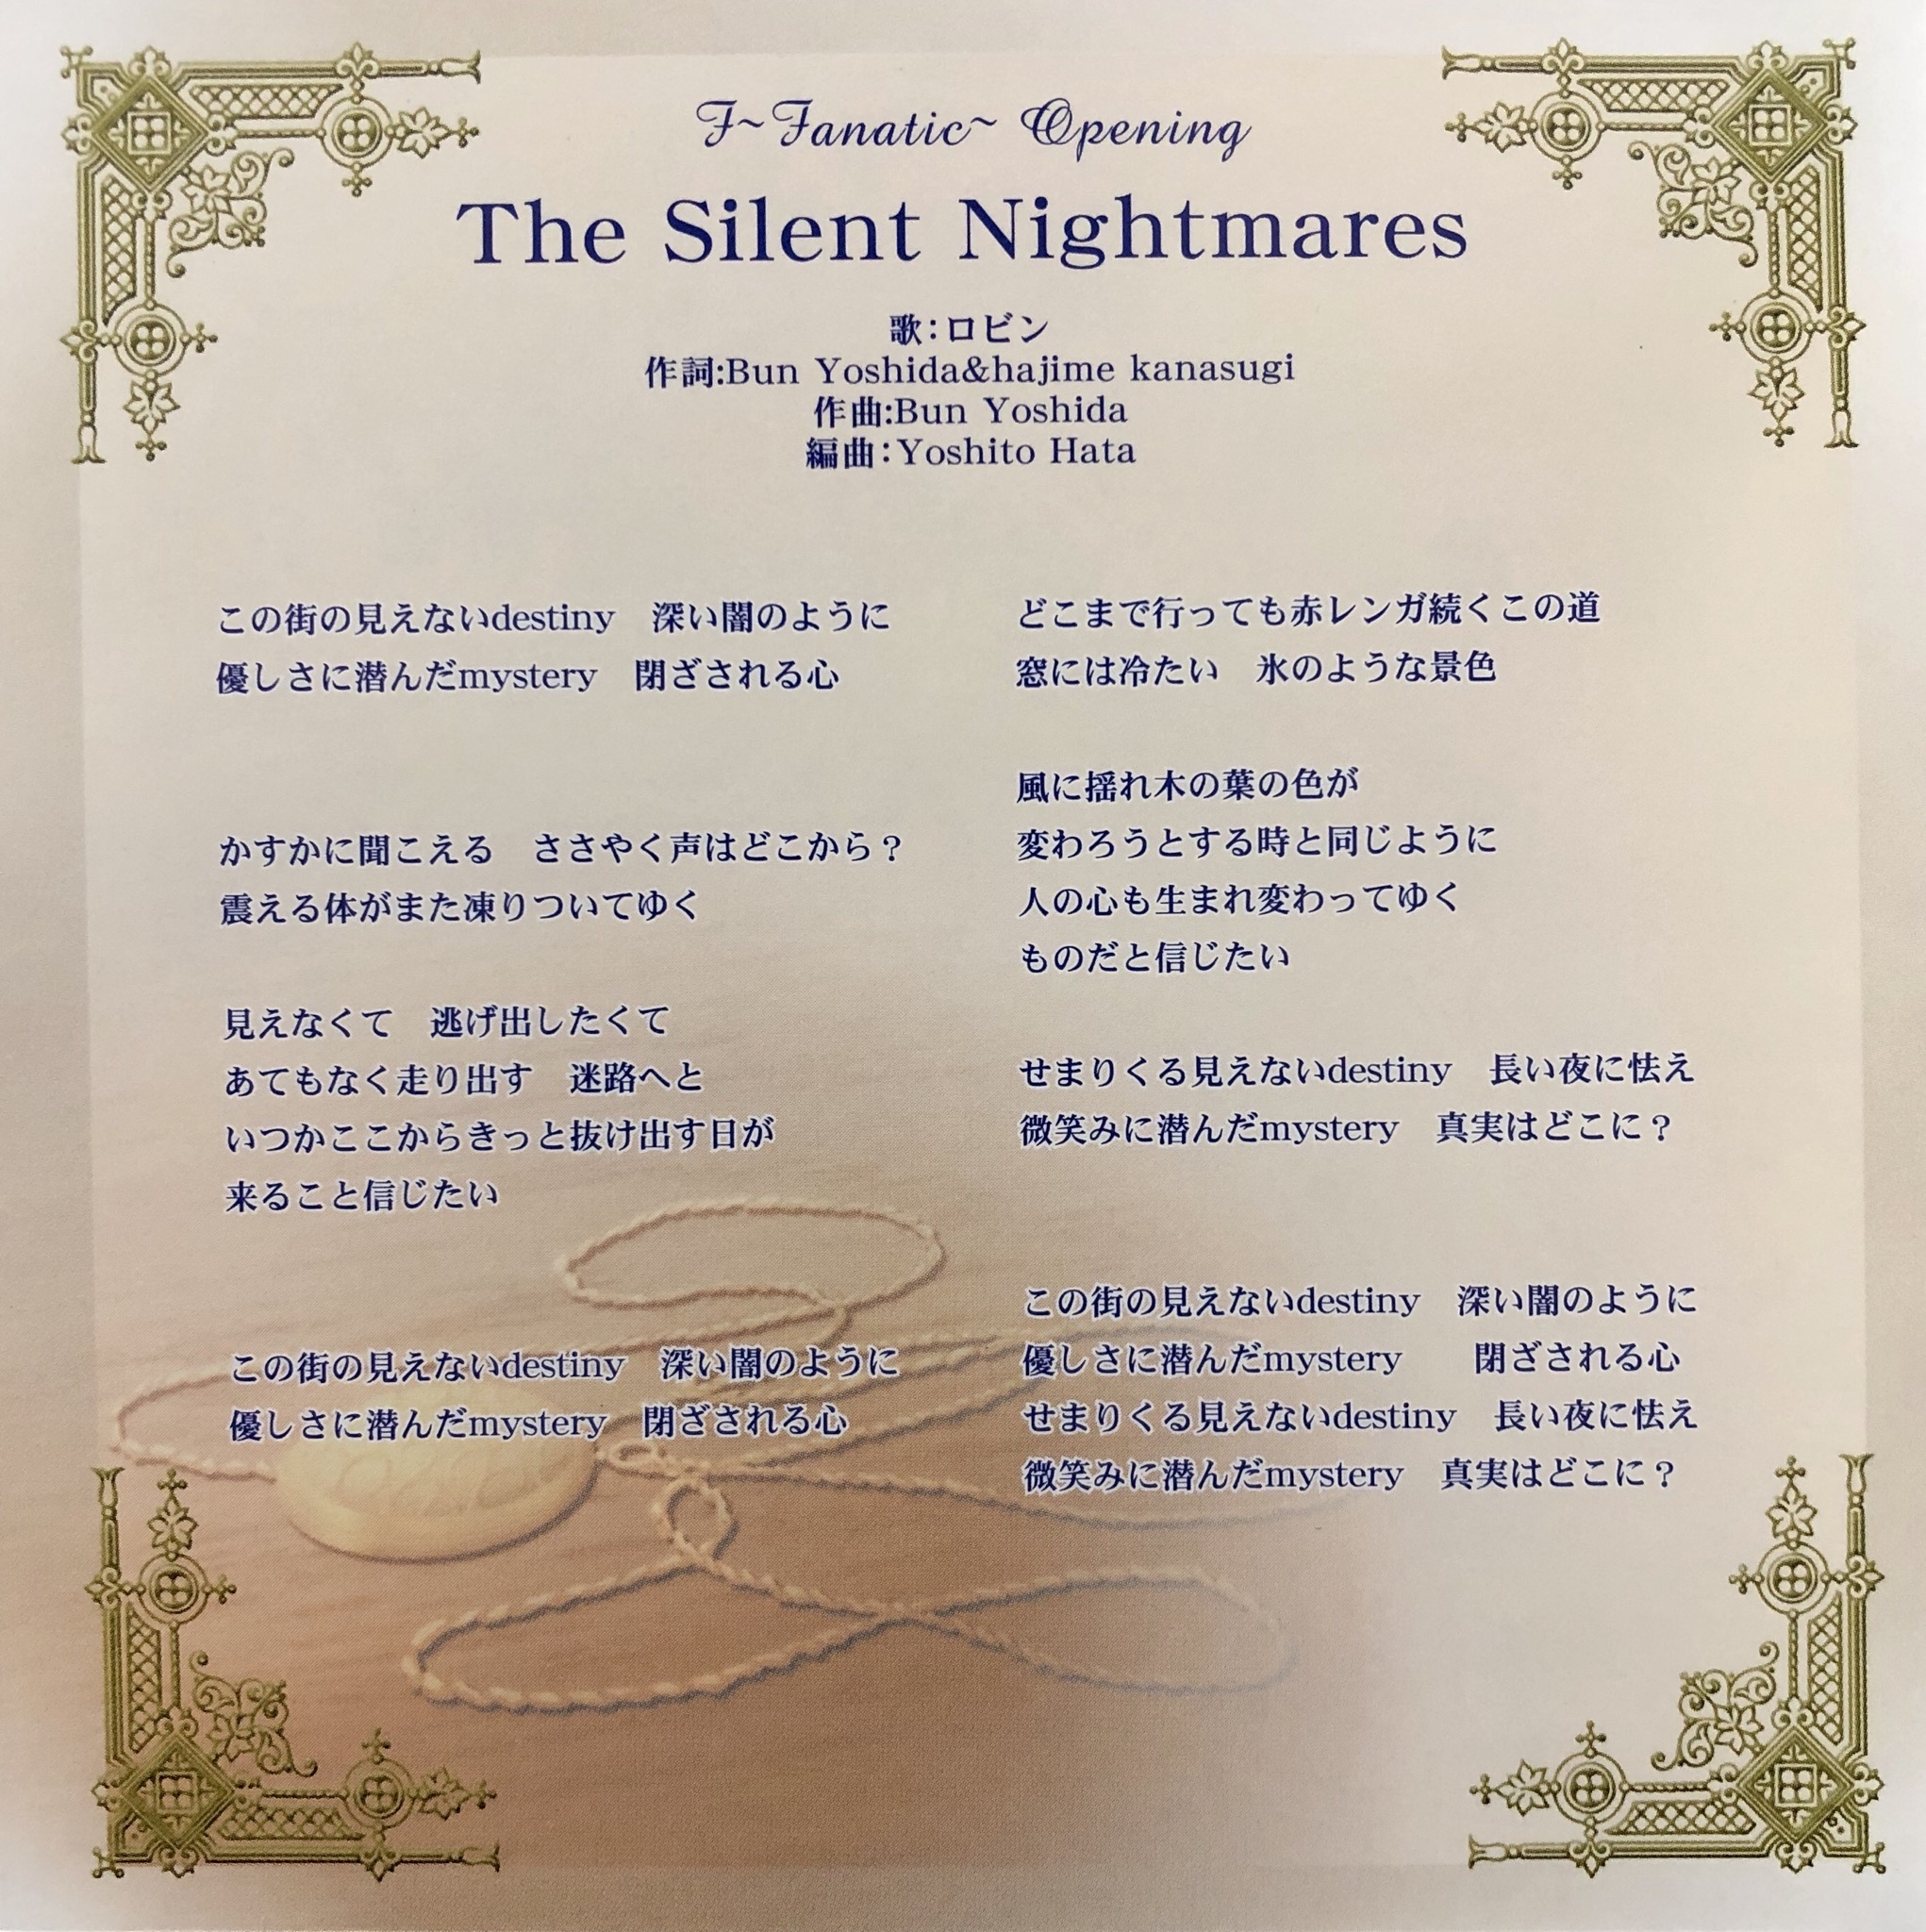 F~Fanatic~ Opening
The Silent Nightmares
歌：ロビン
作詞:Bun Yoshida&hajime kanasugi
作曲:Bun Yoshida
編曲：Yoshito Hata
この街の見えないdestiny　深い闇のように
優しさに潜んだmystery　閉ざされる心
かすかに聞こえる　ささやく声はどこから？
震える体がまた凍りついてゆく
見えなくて　逃げ出したくて
あてもなく走り出す　迷路へと
いつかここからきっと抜け出す日が
来ること信じたい
この街の見えないdestiny　深い闇のように
優しさに潜んだmystery　閉ざされる心
どこまで行っても赤レンガ続くこの道
窓には冷たい　氷のような景色
風に揺れ木の葉の色が
変わろうとする時と同じように
人の心も生まれ変わってゆく
ものだと信じたい
せまりくる見えないdestiny　長い夜に怯え
微笑みに潜んだmystery　真実はどこに？
この街の見えないdestiny　深い闇のように
優しさに潜んだmystery　　閉ざされる心
せまりくる見えないdestiny　長い夜に怯え
微笑みに潜んだmystery　真実はどこに？